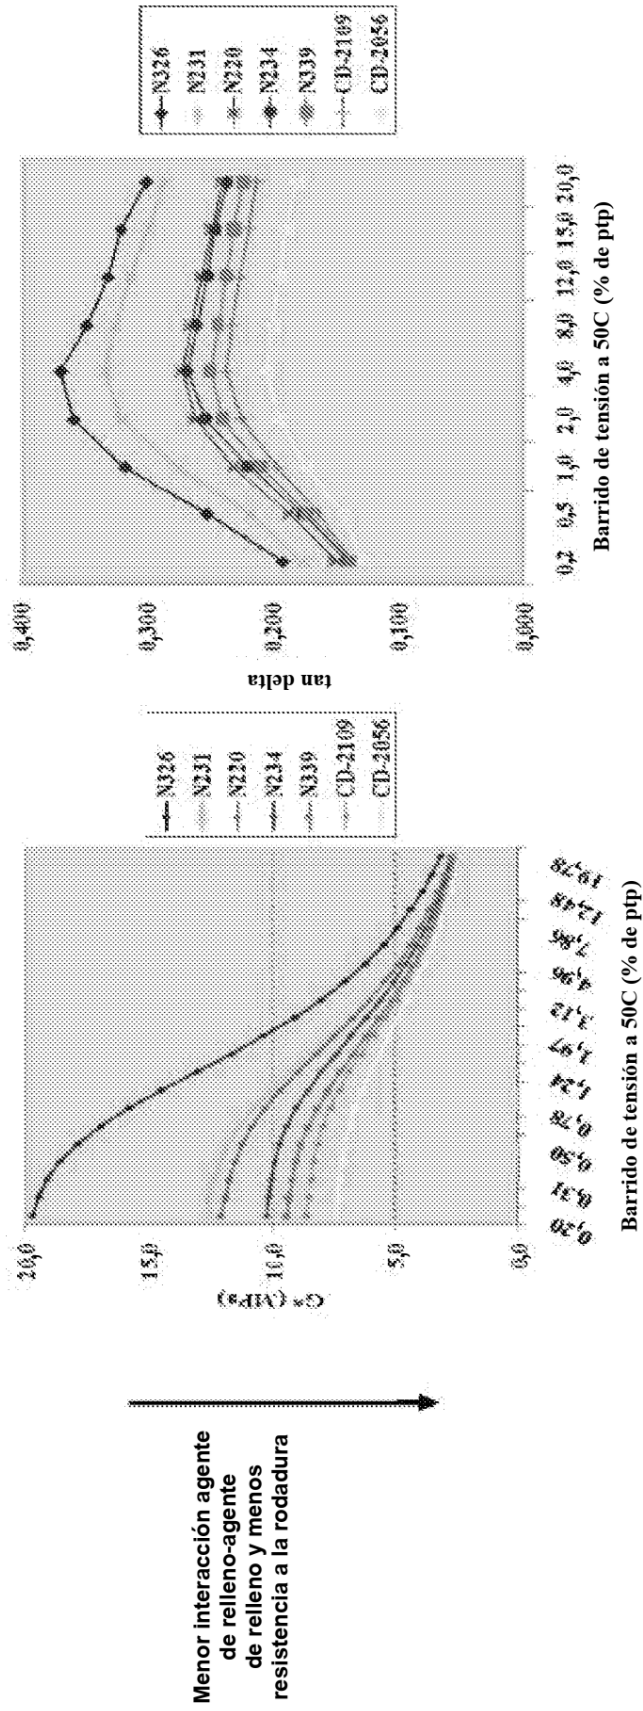 Menor interacción agente
de relleno-agente
de relleno y menos
resistencia a la rodadura
G* (MPa)
20,0
15,0
10,0
5,0
0,0
0,20
0,31
0,50
0,78
1,24
1,97
3,12
4,96
7,86
12,48
19,78
Barrido de tensión a 50C (% de ptp)
N326
N231
N220
N234
N339
CD-2109
CD-2056
tan delta
0,400
0,300
0,200
0,100
0,000
0,2
0,5
1,0
2,0
4,0
8,0
12,0
15,0
20,0
Barrido de tensión a 50C (% de ptp)
N326
N231
N220
N234
N339
CD-2109
CD-2056